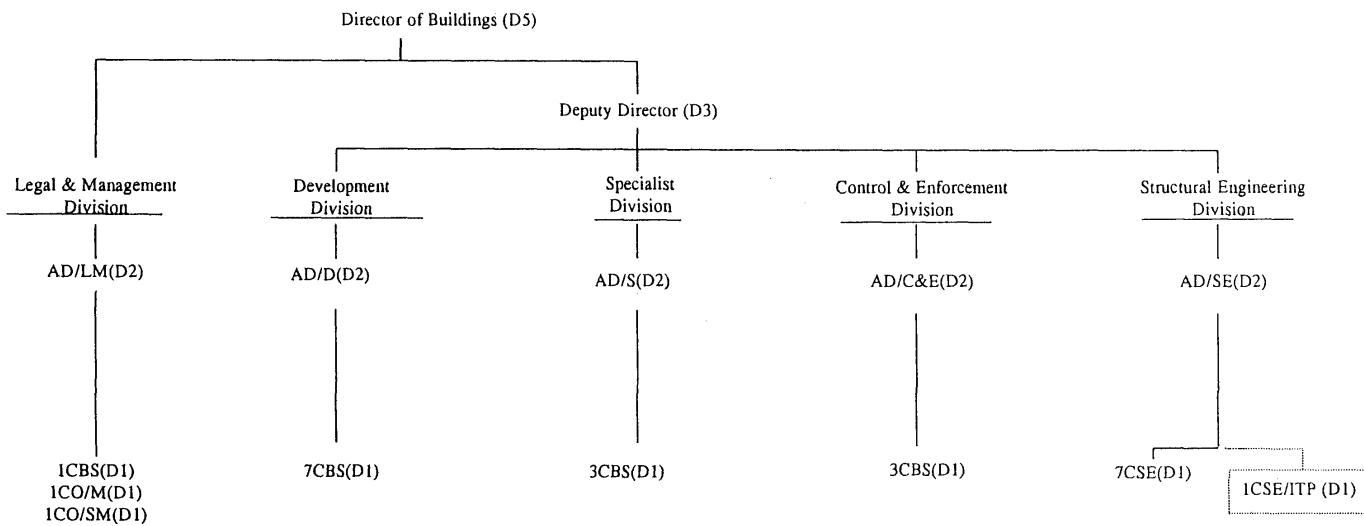 Director of Buildings (D5)
Deputy Director (D3)
Legal & Management
Division
Development
Division
Specialist
Division
Control & Enforcement
Division
Structural Engineering
Division
AD/LM(D2)
AD/D(D2)
AD/S(D2)
AD/C&E(D2)
AD/SE(D2)
1CBS(D1)
1CO/M(D1)
1CO/SM(D1)
7CBS(D1)
3CBS(D1)
3CBS(D1)
7CSE(D1)
1CSE/ITP (D1)